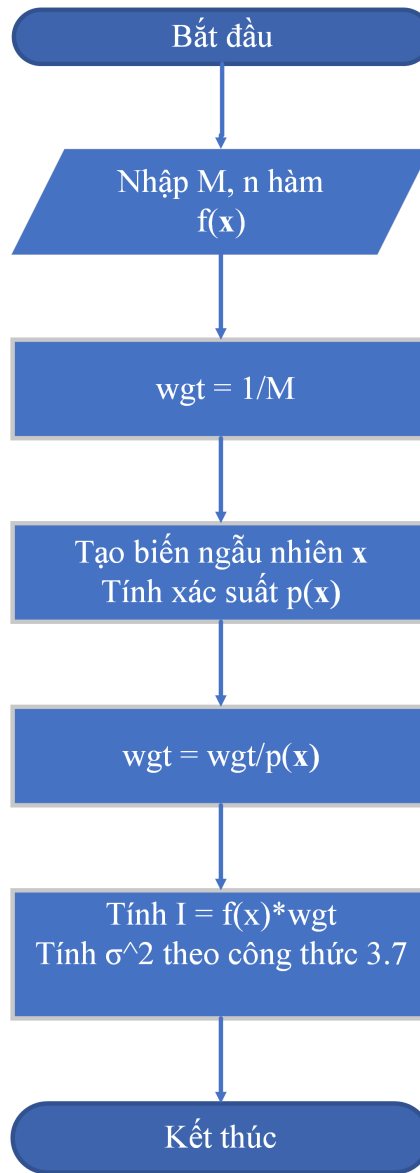 Bắt đầu
Nhập M, n hàm
f(x)
wgt = 1/M
Tạo biến ngẫu nhiên x
Tính xác suất p(x)
wgt = wgt/p(x)
Tính I = f(x)*wgt
Tính σ^2 theo công thức 3.7
Kết thúc